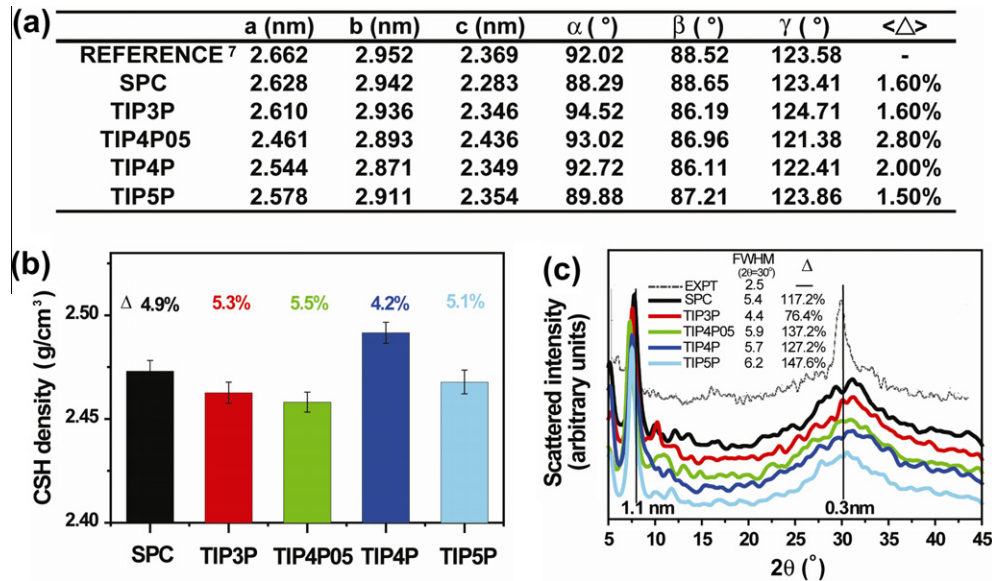 (a)
a (nm) b (nm) c (nm) α (°) β (°) γ (°) <△>
REFERENCE ⁷ 2.662 2.952 2.369 92.02 88.52 123.58 -
SPC 2.628 2.942 2.283 88.29 88.65 123.41 1.60%
TIP3P 2.610 2.936 2.346 94.52 86.19 124.71 1.60%
TIP4P05 2.461 2.893 2.436 93.02 86.96 121.38 2.80%
TIP4P 2.544 2.871 2.349 92.72 86.11 122.41 2.00%
TIP5P 2.578 2.911 2.354 89.88 87.21 123.86 1.50%
(b)
Δ 4.9% 5.3% 5.5% 4.2% 5.1%
2.50
2.45
2.40
CSH density (g/cm³)
SPC TIP3P TIP4P05 TIP4P TIP5P
(c)
FWHM Δ
(2θ=30°)
EXPT 2.5 —
SPC 5.4 117.2%
TIP3P 4.4 76.4%
TIP4P05 5.9 137.2%
TIP4P 5.7 127.2%
TIP5P 6.2 147.6%
Scattered intensity
(arbitrary units)
1.1 nm 0.3nm
5 10 15 20 25 30 35 40 45
2θ (°)